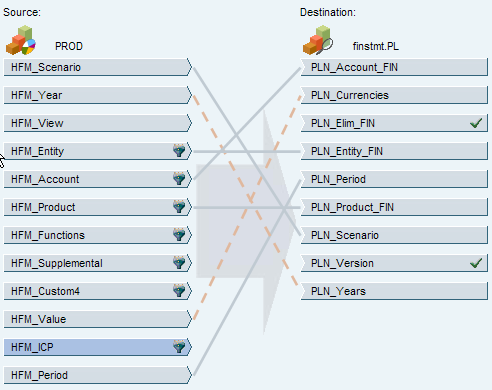 Source:
Destination:
PROD
finstmt.PL
HFM_Scenario
HFM_Year
HFM_View
HFM_Entity
HFM_Account
HFM_Product
HFM_Functions
HFM_Supplemental
HFM_Custom4
HFM_Value
HFM_ICP
HFM_Period
PLN_Account_FIN
PLN_Currencies
PLN_Elim_FIN
PLN_Entity_FIN
PLN_Period
PLN_Product_FIN
PLN_Scenario
PLN_Version
PLN_Years